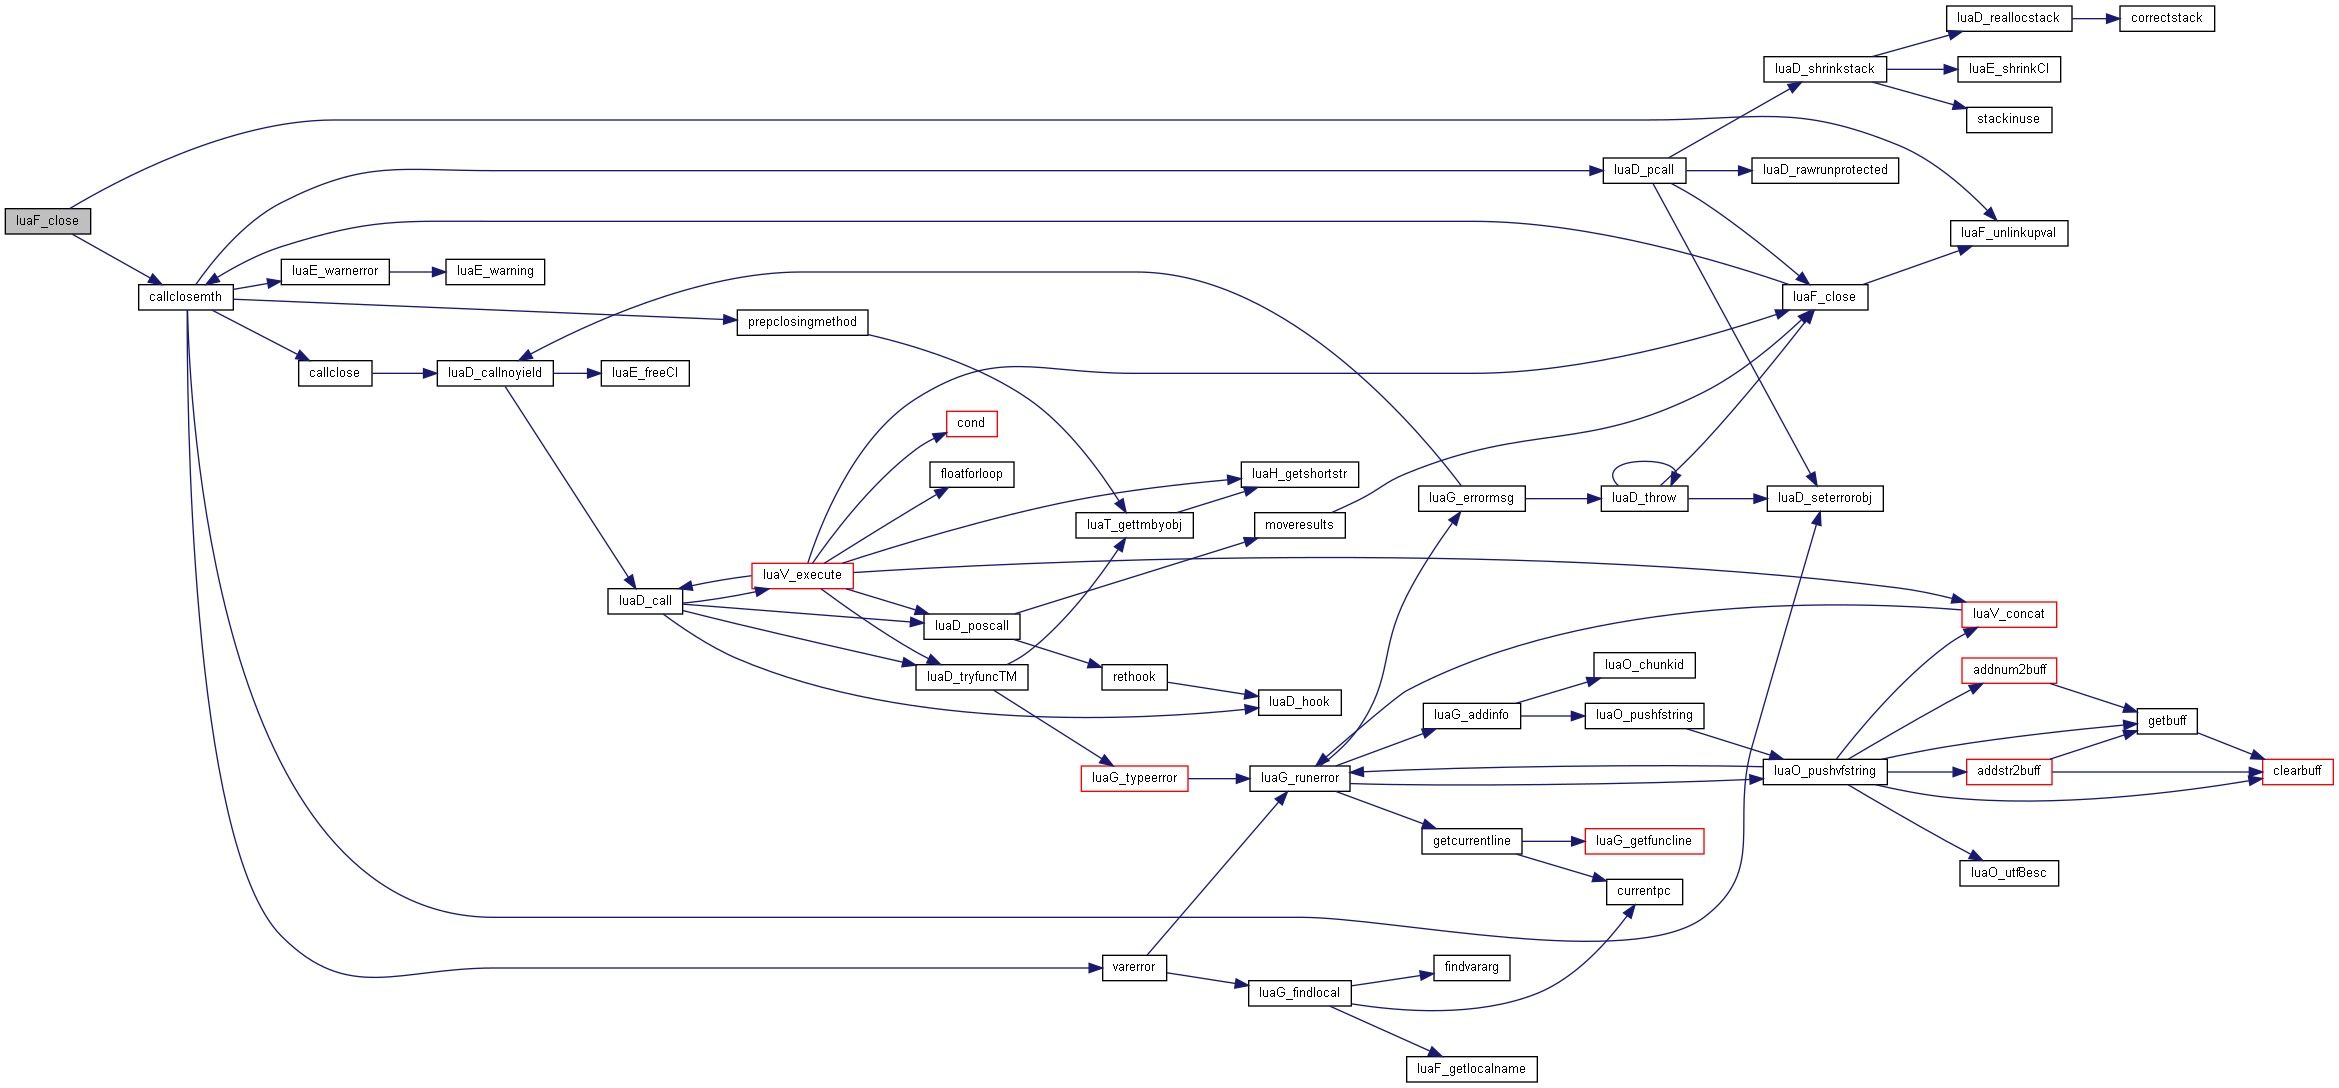 luaD_reallocstack
correctstack
luaD_shrinkstack
luaE_shrinkCI
stackinuse
luaD_pcall
luaD_rawrunprotected
luaF_close
luaF_unlinkupval
luaE_warnerror
luaE_warning
callclosemth
luaF_close
prepclosingmethod
callclose
luaD_callnoyield
luaE_freeCI
cond
floatforloop
luaH_getshortstr
luaG_errormsg
luaD_throw
luaD_seterrorobj
luaT_gettmbyobj
moveresults
luaV_execute
luaD_call
luaD_poscall
luaV_concat
luaO_chunkid
addnum2buff
luaD_tryfuncTM
rethook
luaD_hook
luaG_addinfo
luaO_pushfstring
getbuff
luaG_typeerror
luaG_runerror
luaO_pushvfstring
addstr2buff
clearbuff
getcurrentline
luaG_getfuncline
luaO_utf8esc
currentpc
varerror
findvararg
luaG_findlocal
luaF_getlocalname